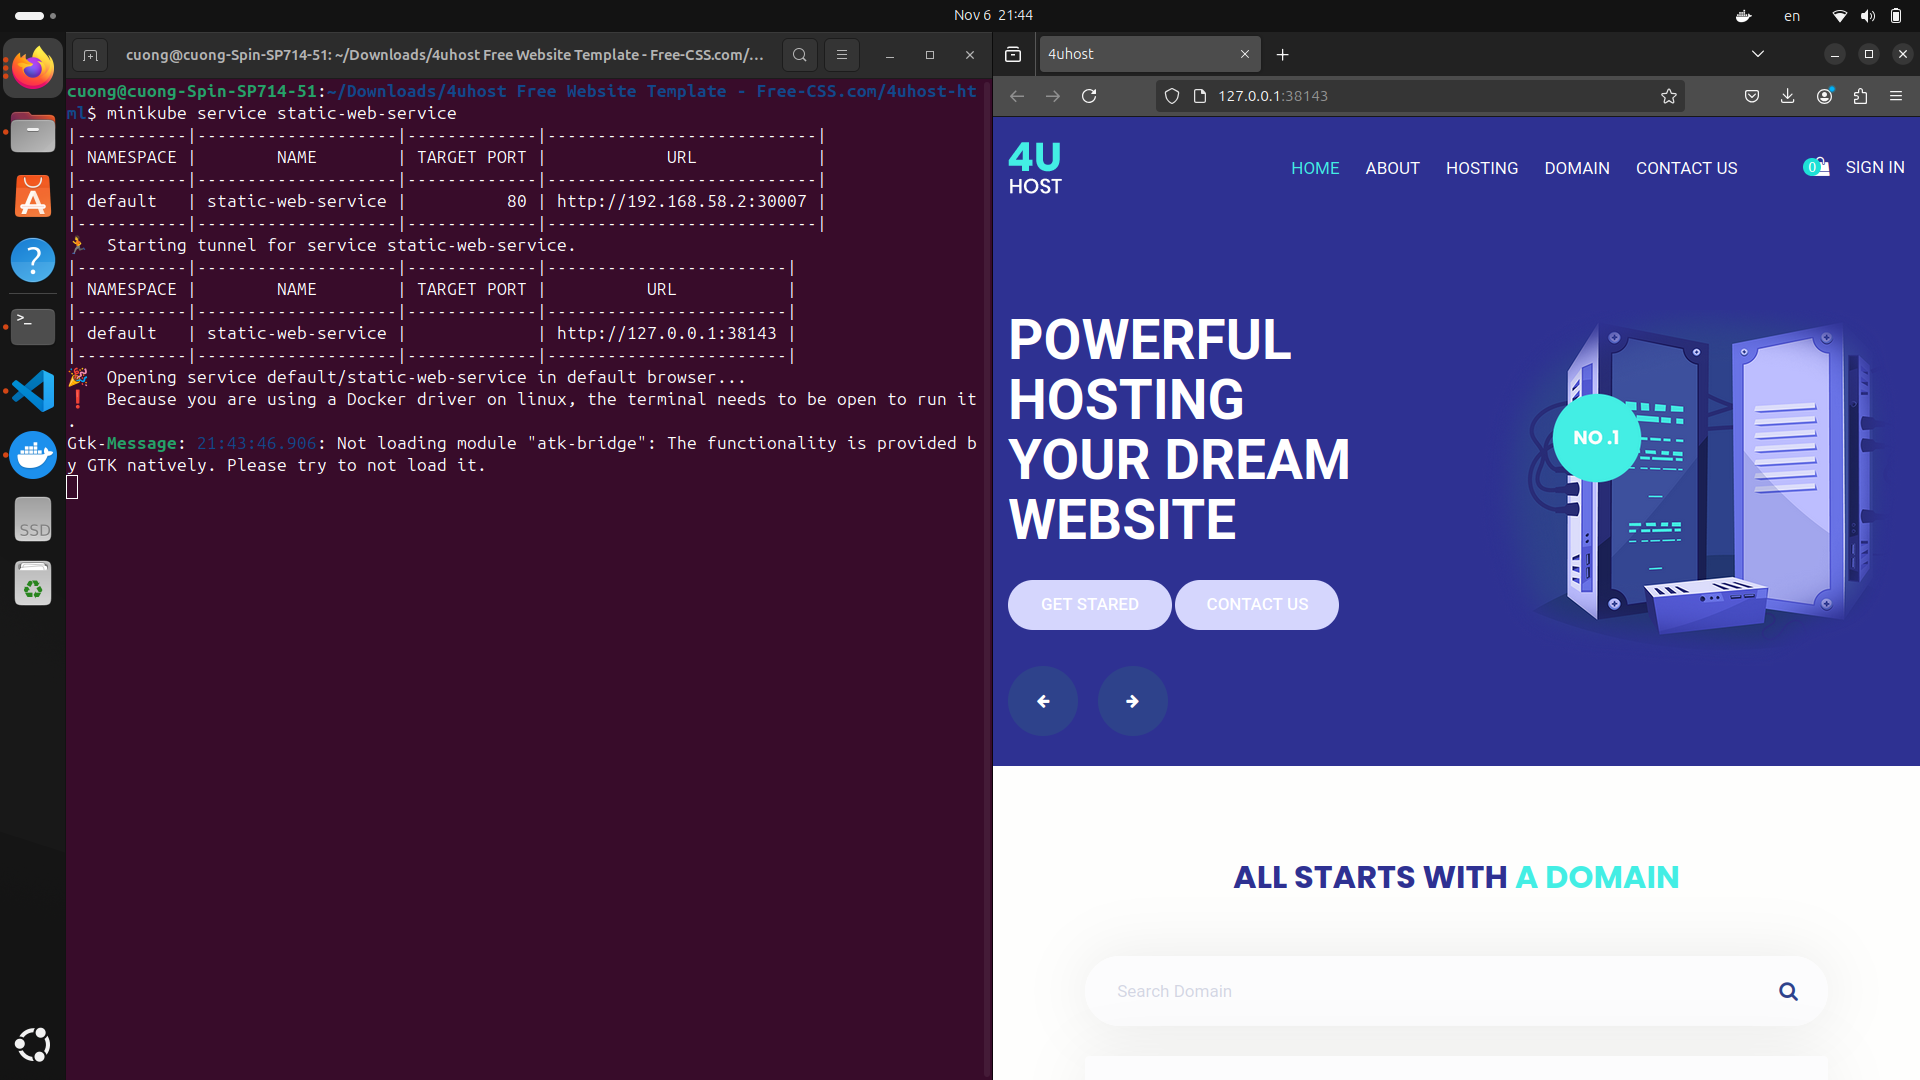 Nov 6 21:44
en
cuong@cuong-Spin-SP714-51: ~/Downloads/4uhost Free Website Template - Free-CSS.com/...
cuong@cuong-Spin-SP714-51:~/Downloads/4uhost Free Website Template - Free-CSS.com/4uhost-ht
ml$ minikube service static-web-service
|-----------|--------------------|-------------|---------------------------|
| NAMESPACE |        NAME        | TARGET PORT |            URL            |
|-----------|--------------------|-------------|---------------------------|
| default   | static-web-service |          80 | http://192.168.58.2:30007 |
|-----------|--------------------|-------------|---------------------------|
🏃  Starting tunnel for service static-web-service.
|-----------|--------------------|-------------|------------------------|
| NAMESPACE |        NAME        | TARGET PORT |          URL           |
|-----------|--------------------|-------------|------------------------|
| default   | static-web-service |             | http://127.0.0.1:38143 |
|-----------|--------------------|-------------|------------------------|
🎉  Opening service default/static-web-service in default browser...
❗  Because you are using a Docker driver on linux, the terminal needs to be open to run it
.
Gtk-Message: 21:43:46.906: Not loading module "atk-bridge": The functionality is provided b
y GTK natively. Please try to not load it.
>_
SSD
4uhost
127.0.0.1:38143
4U
HOST
HOME ABOUT HOSTING DOMAIN CONTACT US 0 SIGN IN
POWERFUL
HOSTING
YOUR DREAM
WEBSITE
NO .1
GET STARED CONTACT US
ALL STARTS WITH A DOMAIN
Search Domain